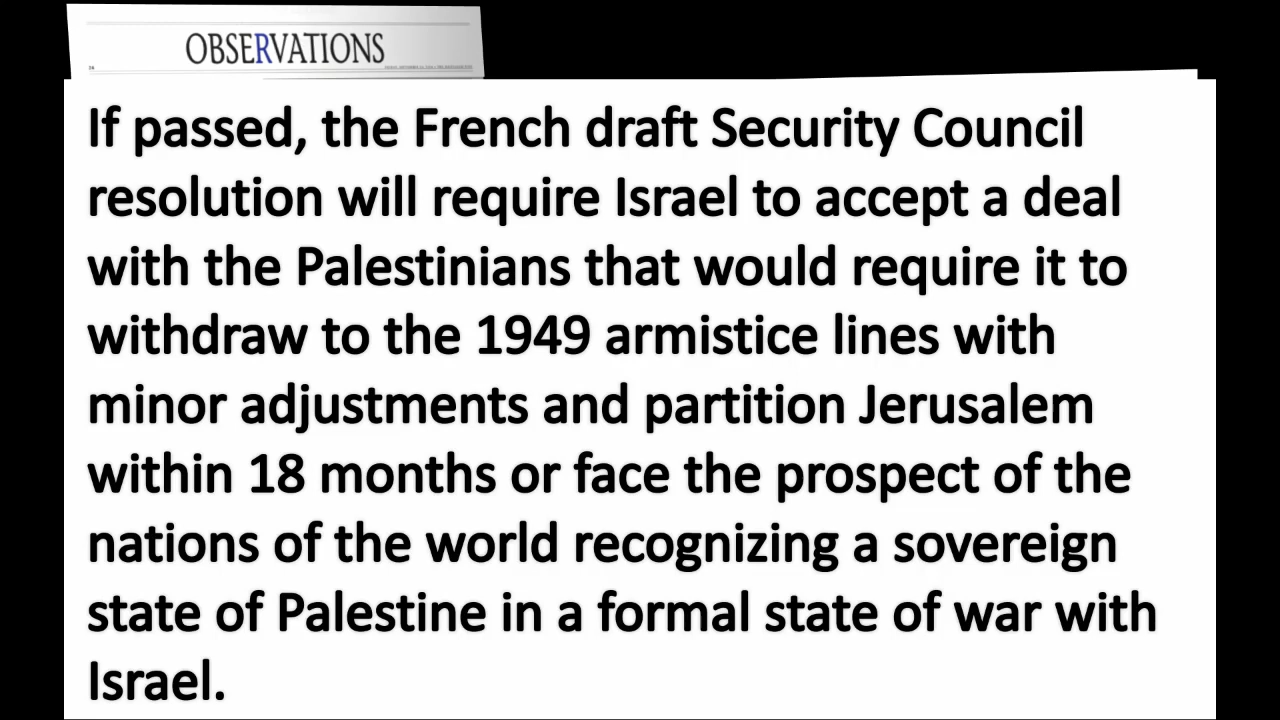 OBSERVATIONS
If passed, the French draft Security Council
resolution will require Israel to accept a deal
with the Palestinians that would require it to
withdraw to the 1949 armistice lines with
minor adjustments and partition Jerusalem
within 18 months or face the prospect of the
nations of the world recognizing a sovereign
state of Palestine in a formal state of war with
Israel.